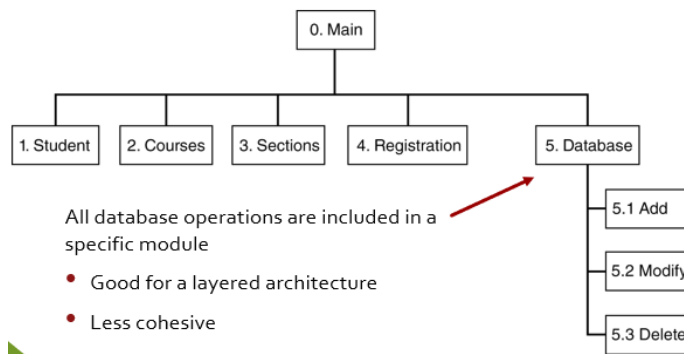 0. Main
1. Student
2. Courses
3. Sections
4. Registration
5. Database
5.1 Add
5.2 Modify
5.3 Delete
All database operations are included in a
specific module
• Good for a layered architecture
• Less cohesive